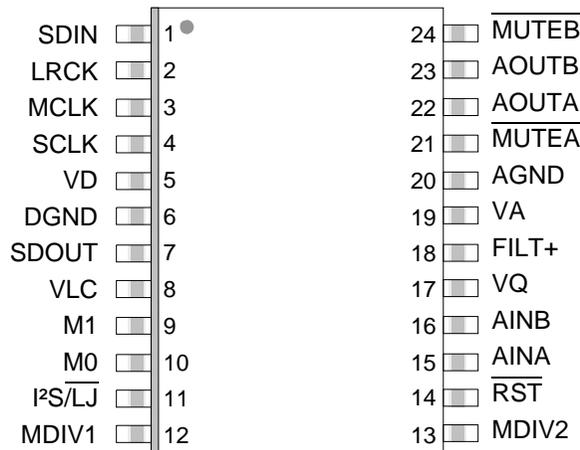 SDIN 1 24 MUTEB
LRCK 2 23 AOUTB
MCLK 3 22 AOUTA
SCLK 4 21 MUTEA
VD 5 20 AGND
DGND 6 19 VA
SDOUT 7 18 FILT+
VLC 8 17 VQ
M1 9 16 AINB
M0 10 15 AINA
I²S/LJ 11 14 RST
MDIV1 12 13 MDIV2